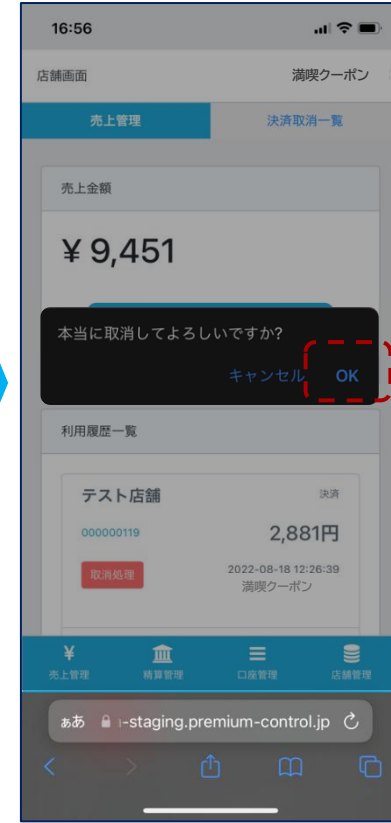 16:56
店舗画面 満喫クーポン
売上管理 決済取消一覧
売上金額
¥ 9,451
本当に取消してよろしいですか?
キャンセル OK
利用履歴一覧
テスト店舗 決済
000000119 2,881円
取消処理 2022-08-18 12:26:39
満喫クーポン
¥
売上管理 精算管理 口座管理 店舗管理
ぁあ -staging.premium-control.jp